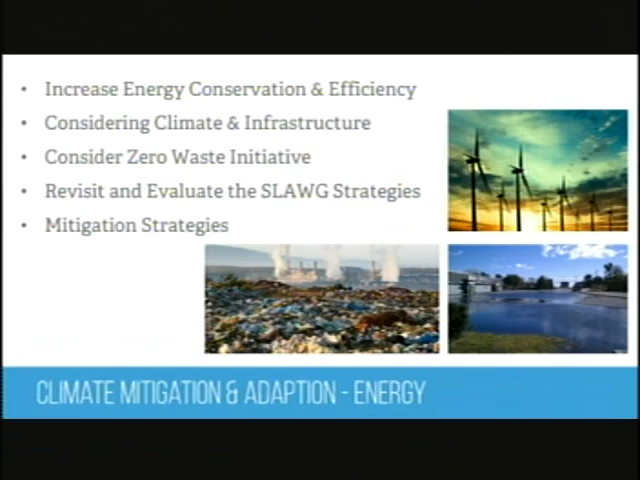 • Increase Energy Conservation & Efficiency
• Considering Climate & Infrastructure
• Consider Zero Waste Initiative
• Revisit and Evaluate the SLAWG Strategies
• Mitigation Strategies
CLIMATE MITIGATION & ADAPTION - ENERGY